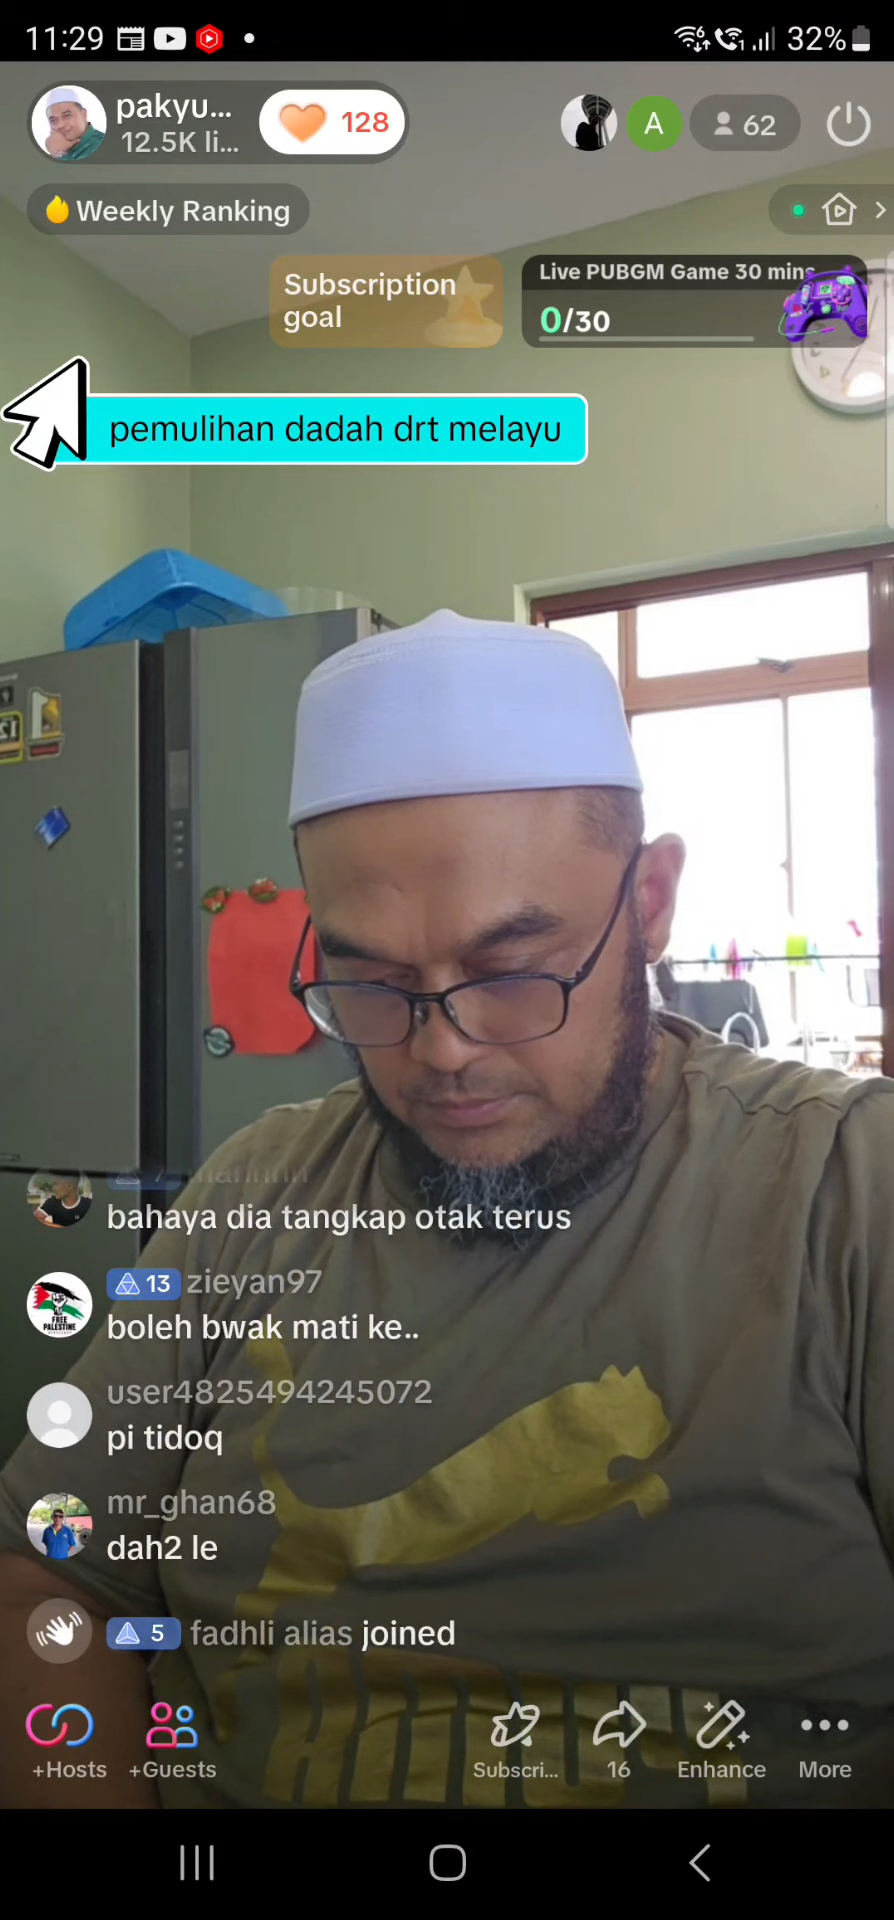 11:29
32%
pakyu...
12.5K li...
128
A
62
Weekly Ranking
Subscription
goal
Live PUBGM Game 30 mins
0/30
pemulihan dadah drt melayu
bahaya dia tangkap otak terus
13 zieyan97
boleh bwak mati ke..
FREE
PALESTINE
user4825494245072
pi tidoq
mr_ghan68
dah2 le
5 fadhli alias joined
+Hosts
+Guests
Subscri...
16
Enhance
More